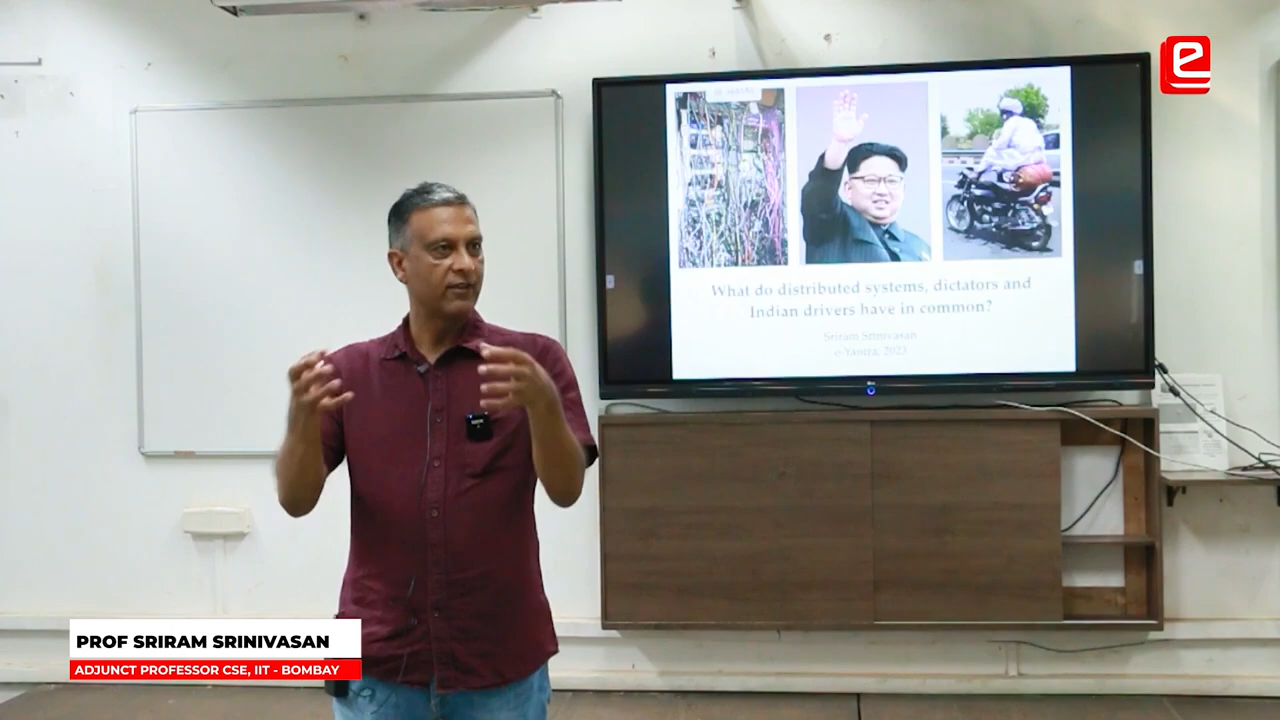 What do distributed systems, dictators and
Indian drivers have in common?
Sriram Srinivasan
e-Yantra, 2023
PROF SRIRAM SRINIVASAN
ADJUNCT PROFESSOR CSE, IIT - BOMBAY